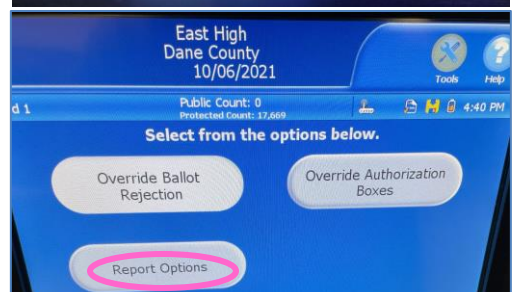 East High
Dane County
10/06/2021
Tools
Help
d 1
Public Count: 0
Protected Count: 17,669
4:40 PM
Select from the options below.
Override Ballot
Rejection
Override Authorization
Boxes
Report Options